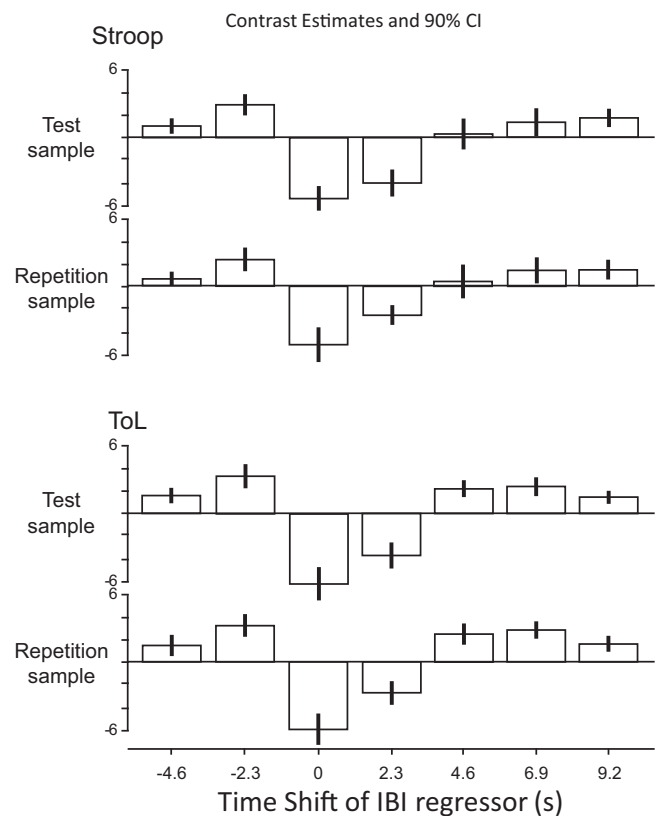 Contrast Estimates and 90% CI
Stroop
6
Test
sample
-6
6
Repetition
sample
-6
ToL
6
Test
sample
-6
6
Repetition
sample
-6
-4.6 -2.3 0 2.3 4.6 6.9 9.2
Time Shift of IBI regressor (s)